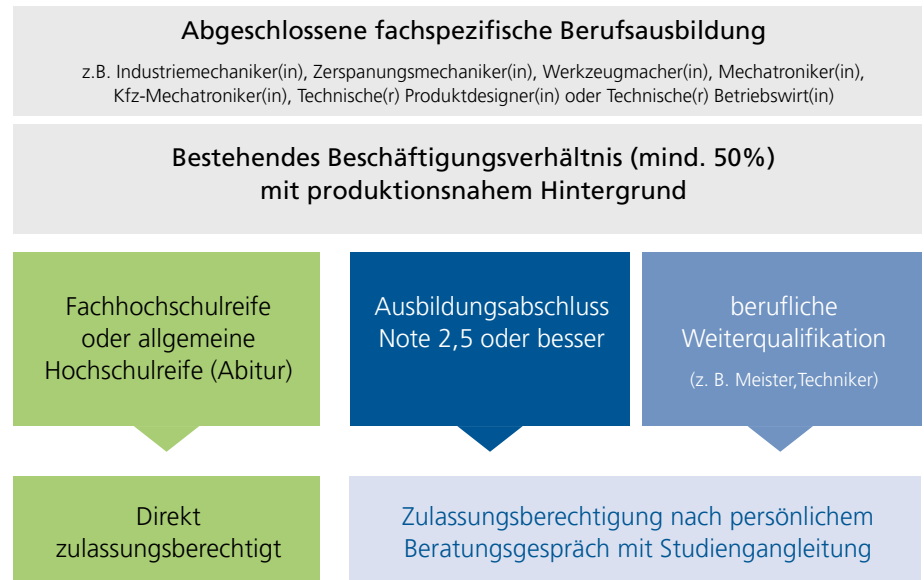 Abgeschlossene fachspezifische Berufsausbildung
z.B. Industriemechaniker(in), Zerspanungsmechaniker(in), Werkzeugmacher(in), Mechatroniker(in),
Kfz-Mechatroniker(in), Technische(r) Produktdesigner(in) oder Technische(r) Betriebswirt(in)
Bestehendes Beschäftigungsverhältnis (mind. 50%)
mit produktionsnahem Hintergrund
Fachhochschulreife
oder allgemeine
Hochschulreife (Abitur)
Ausbildungsabschluss
Note 2,5 oder besser
berufliche
Weiterqualifikation
(z. B. Meister,Techniker)
Direkt
zulassungsberechtigt
Zulassungsberechtigung nach persönlichem
Beratungsgespräch mit Studiengangleitung